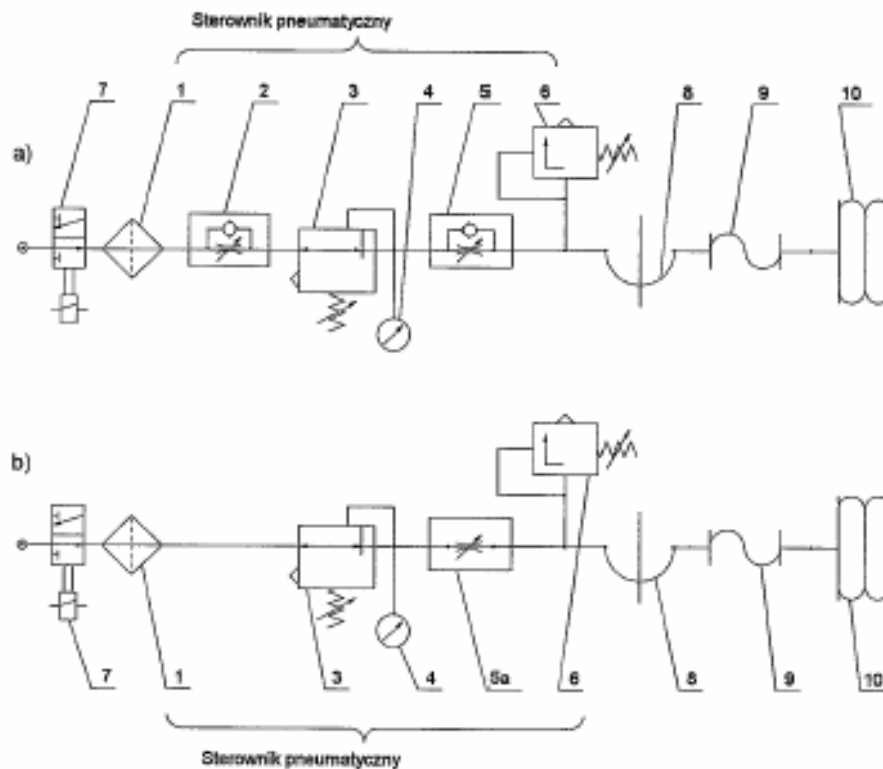 Sterownik pneumatyczny
7 1 2 3 4 5 6 8 9 10
a)
b)
7 1 3 4 5a 6 8 9 10
Sterownik pneumatyczny